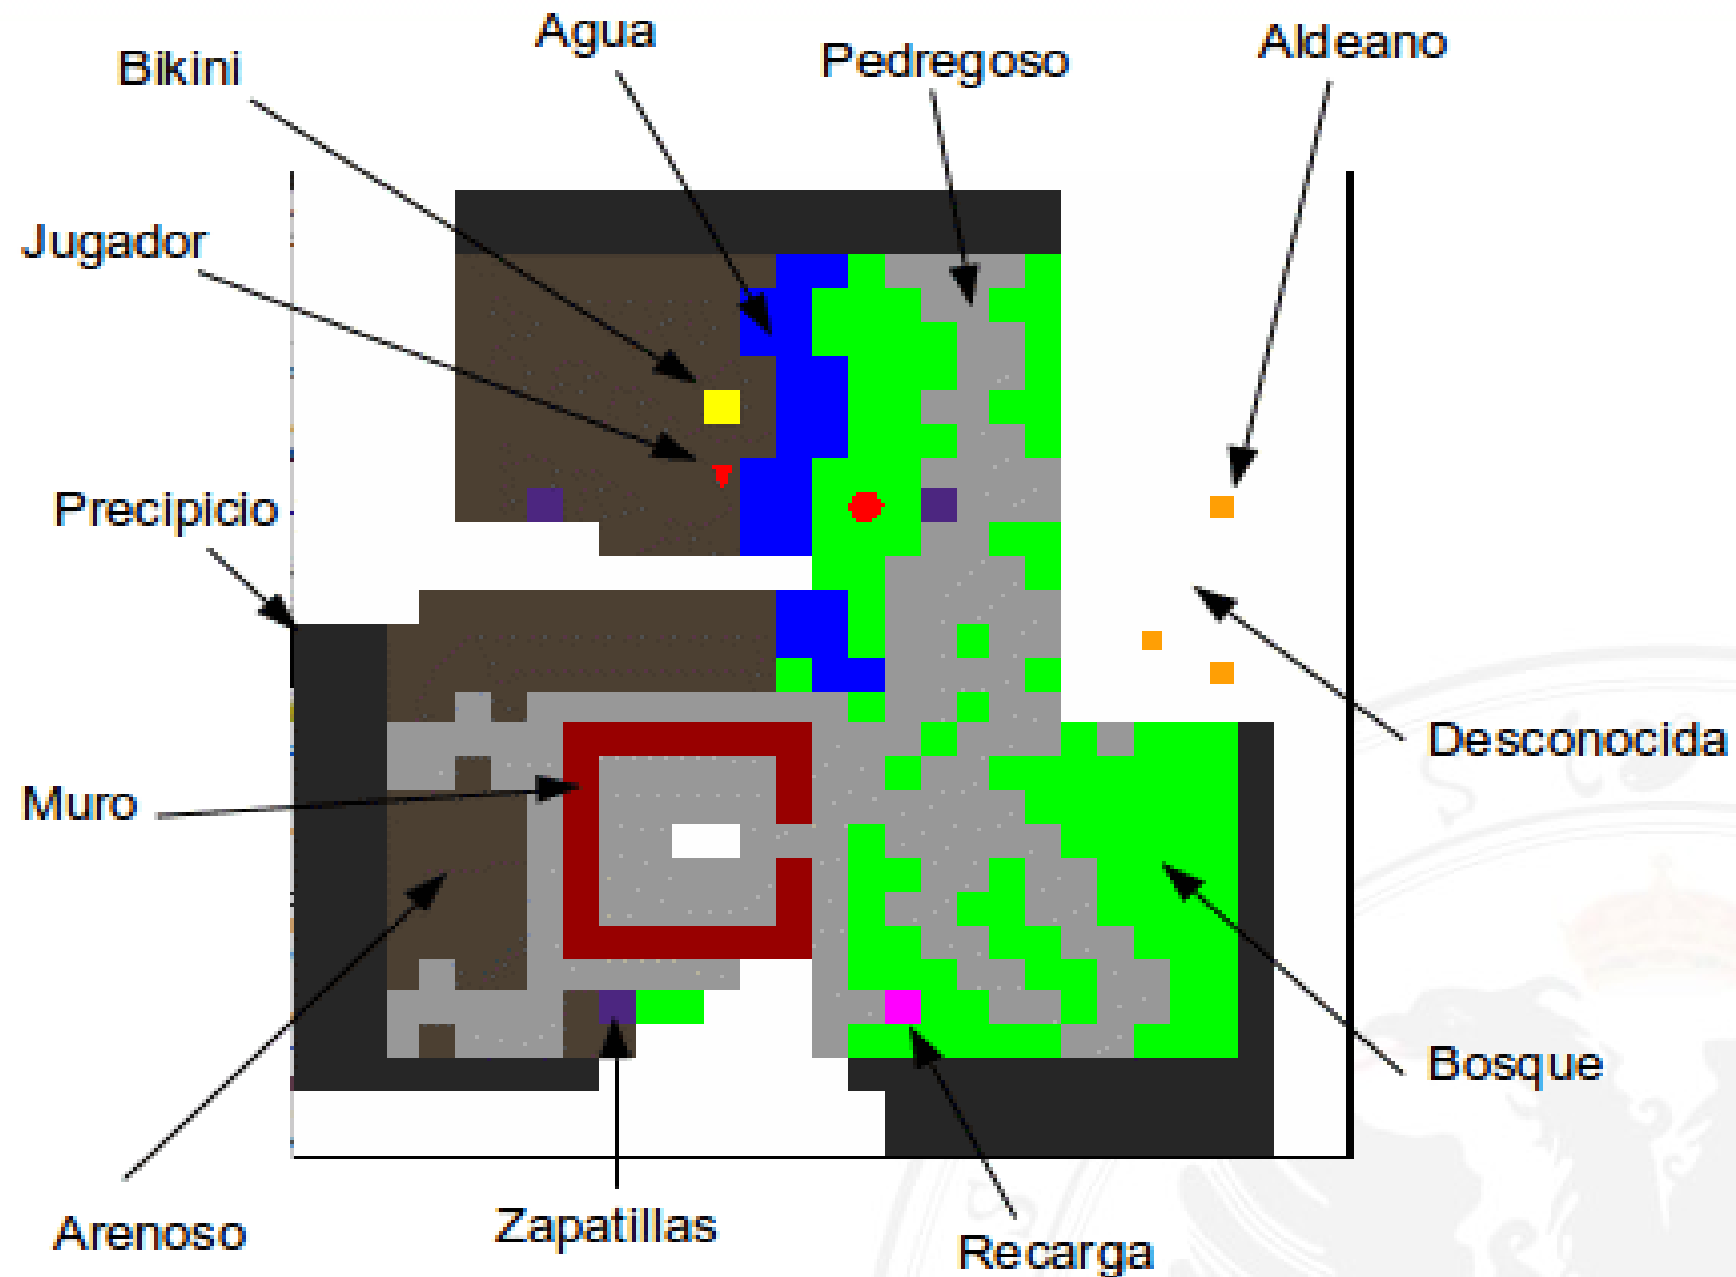 Agua
Aldeano
Pedregoso
Bikini
Jugador
Precipicio
Desconocida
Muro
Bosque
Zapatillas
Arenoso
Recarga